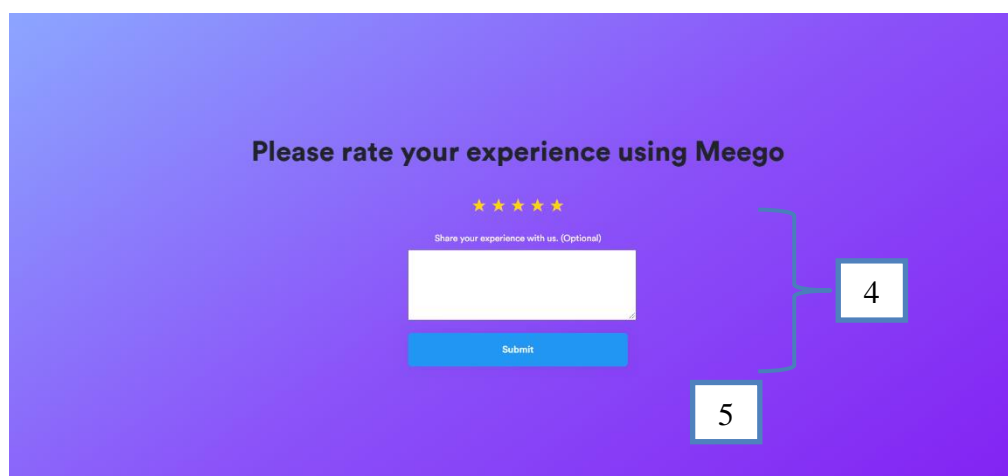 Please rate your experience using Meego
Share your experience with us. (Optional)
4
Submit
5